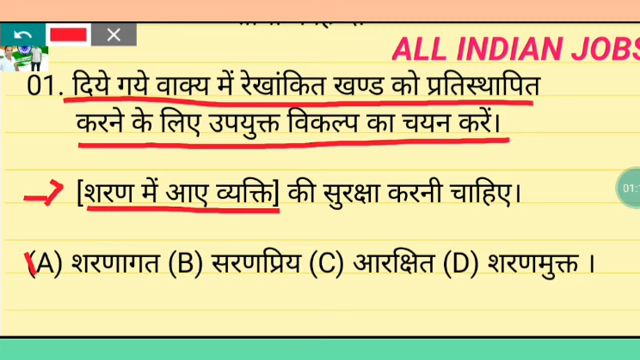 ALL INDIAN JOBS
01. दिये गये वाक्य में रेखांकित खण्ड को प्रतिस्थापित
करने के लिए उपयुक्त विकल्प का चयन करें।
[शरण में आए व्यक्ति] की सुरक्षा करनी चाहिए।
(A) शरणागत (B) सरणप्रिय (C) आरक्षित (D) शरणमुक्त ।